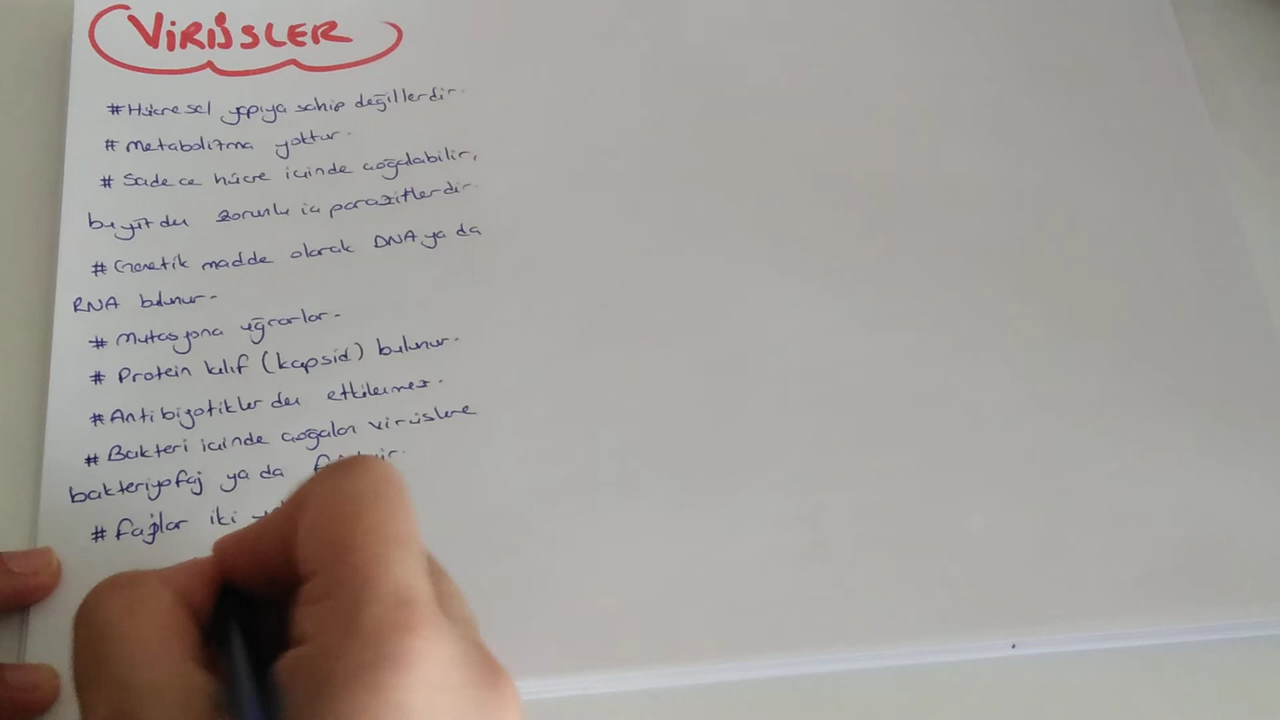 VİRÜSLER
# Hücresel yapıya sahip değillerdir.
# Metabolizma yoktur.
# Sadece hücre içinde çoğalabilir,
bu yüzden zorunlu iç parazitlerdir.
# Genetik madde olarak DNA ya da
RNA bulunur.
# Mutasyona uğrarlar.
# Protein kılıf (kapsid) bulunur.
# Antibiyotikler den etkilenmez.
# Bakteri içinde çoğalan virüslere
bakteriyofaj ya da
# Fajlar iki